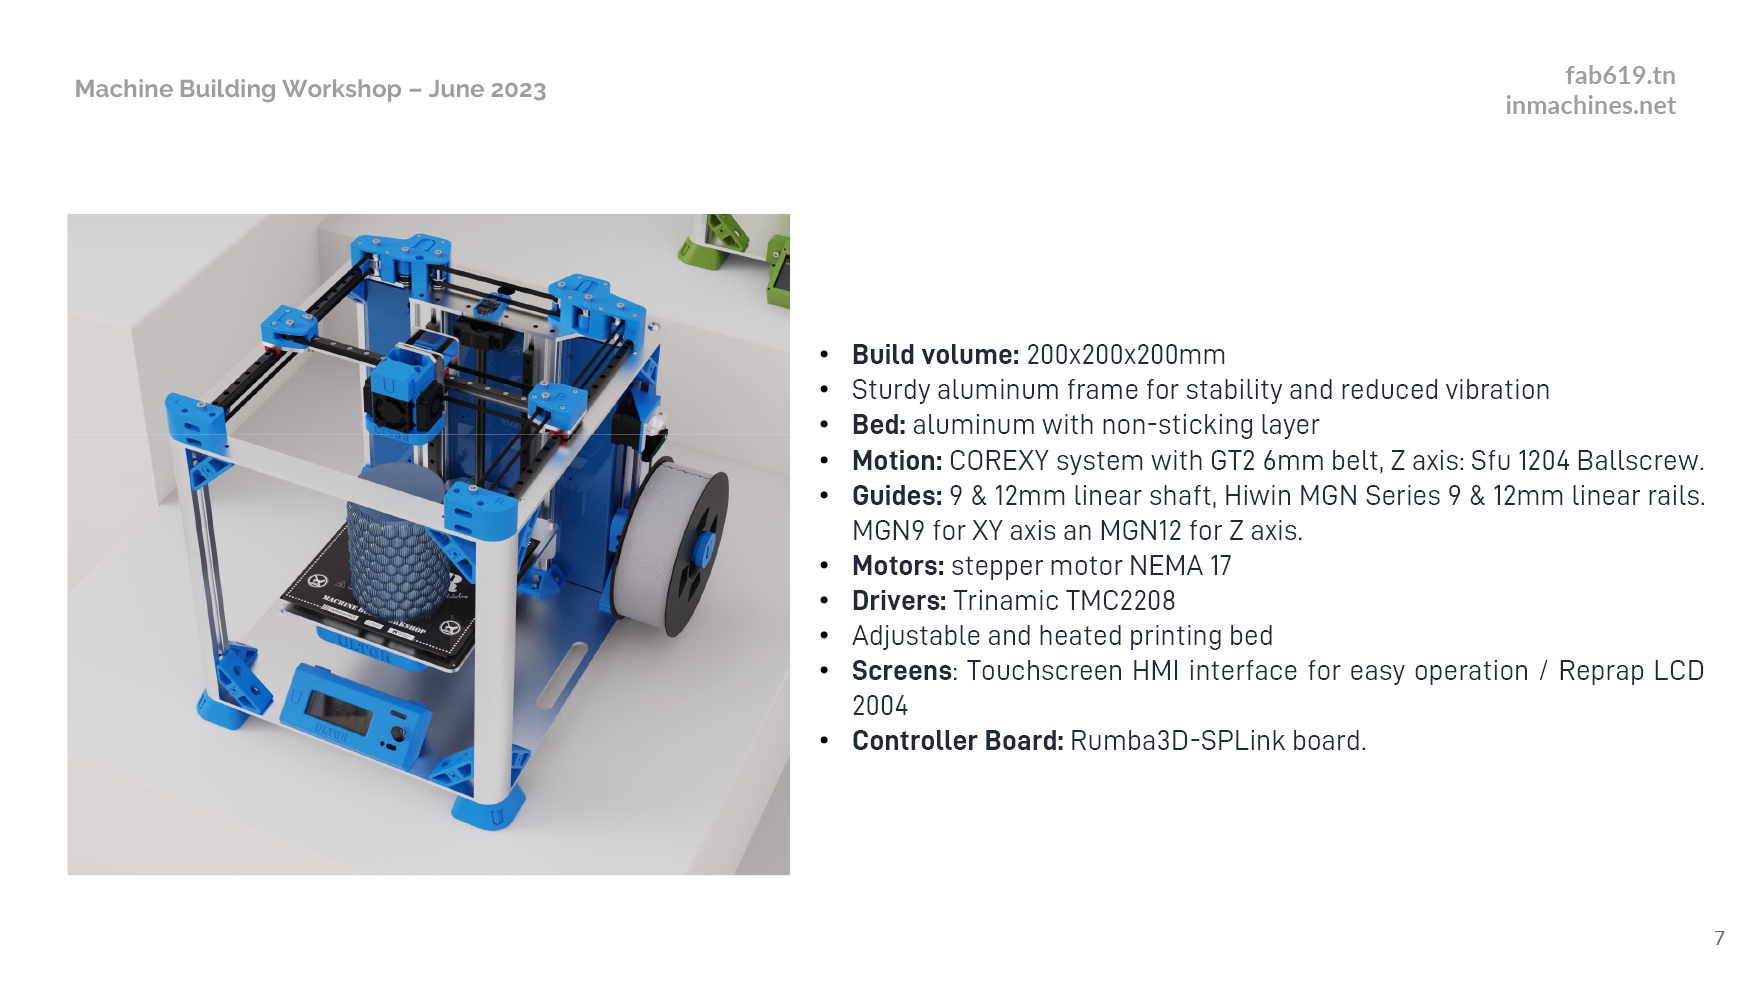 Machine Building Workshop – June 2023
fab619.tn
inmachines.net
• Build volume: 200x200x200mm
• Sturdy aluminum frame for stability and reduced vibration
• Bed: aluminum with non-sticking layer
• Motion: COREXY system with GT2 6mm belt, Z axis: Sfu 1204 Ballscrew.
• Guides: 9 & 12mm linear shaft, Hiwin MGN Series 9 & 12mm linear rails.
MGN9 for XY axis an MGN12 for Z axis.
• Motors: stepper motor NEMA 17
• Drivers: Trinamic TMC2208
• Adjustable and heated printing bed
• Screens: Touchscreen HMI interface for easy operation / Reprap LCD
2004
• Controller Board: Rumba3D-SPLink board.
U
MACHINE
ULTOR
U
ULTOR
U
7